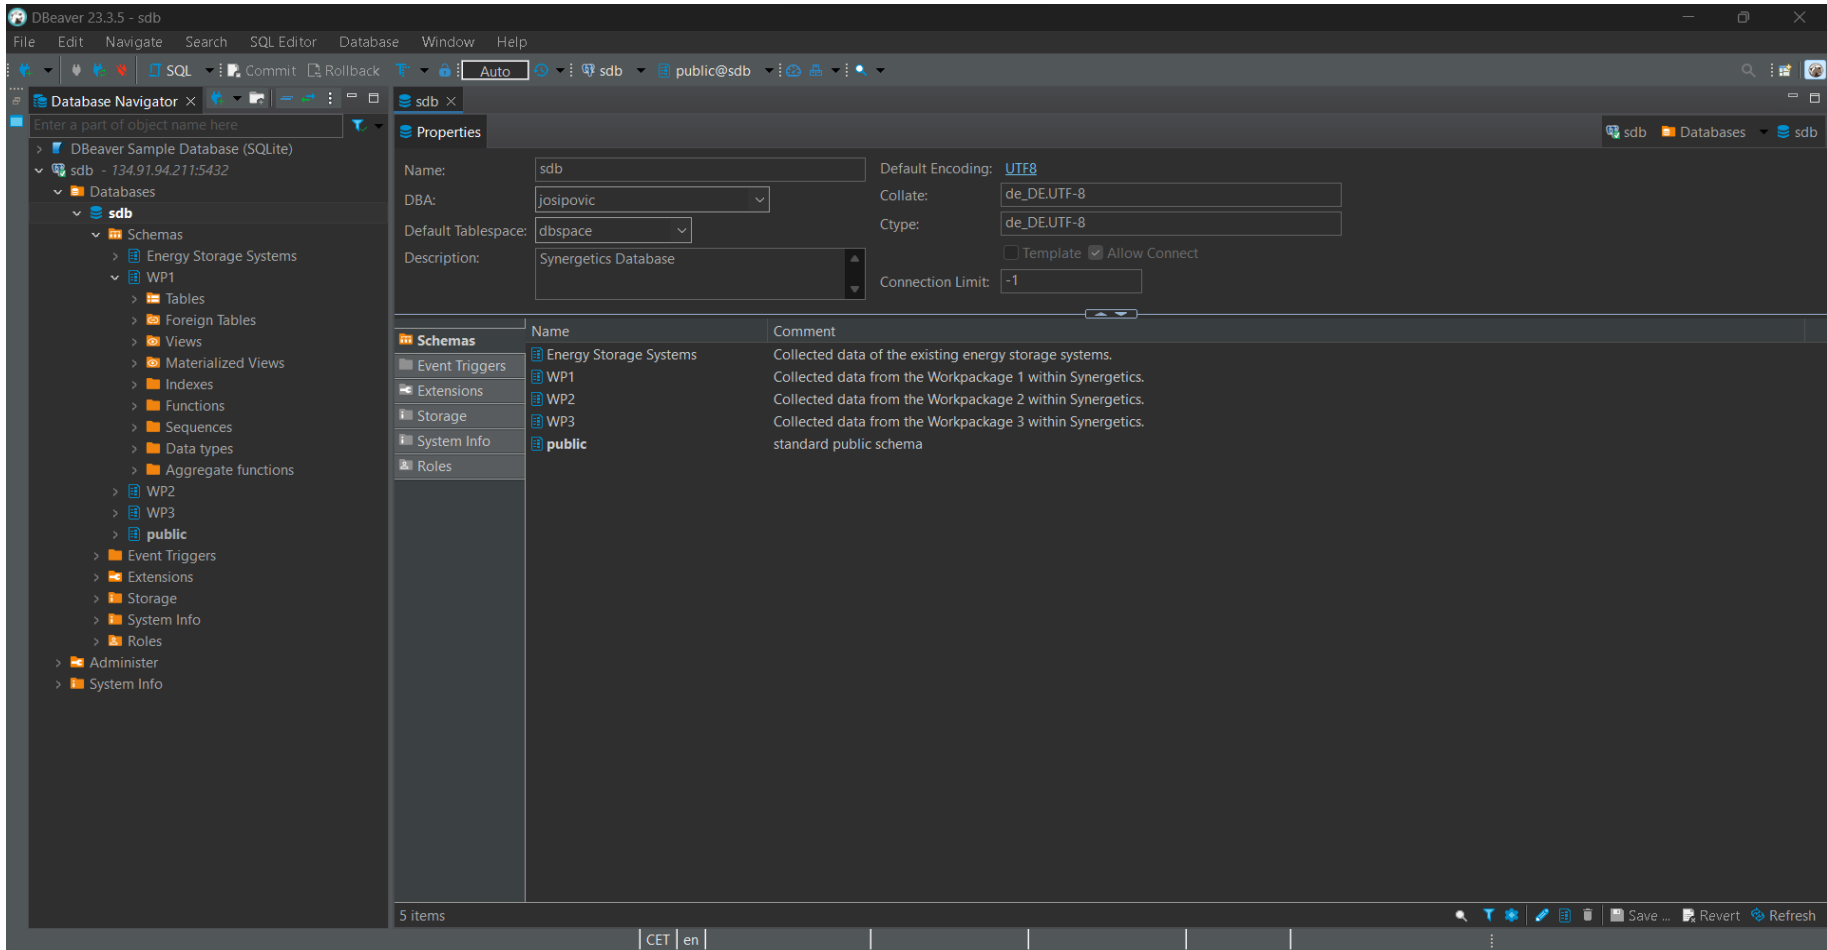 DBeaver 23.3.5 - sdb
File Edit Navigate Search SQL Editor Database Window Help
SQL Commit Rollback Auto sdb public@sdb
Database Navigator
sdb
Enter a part of object name here
Properties
sdb Databases sdb
DBeaver Sample Database (SQLite)
sdb - 134.91.94.211:5432
Databases
sdb
Schemas
Energy Storage Systems
WP1
Tables
Foreign Tables
Views
Materialized Views
Indexes
Functions
Sequences
Data types
Aggregate functions
WP2
WP3
public
Event Triggers
Extensions
Storage
System Info
Roles
Administer
System Info
Name: sdb
DBA: josipovic
Default Tablespace: dbspace
Description: Synergetics Database
Default Encoding: UTF8
Collate: de_DE.UTF-8
Ctype: de_DE.UTF-8
Template Allow Connect
Connection Limit: -1
Schemas
Event Triggers
Extensions
Storage
System Info
Roles
Name Comment
Energy Storage Systems Collected data of the existing energy storage systems.
WP1 Collected data from the Workpackage 1 within Synergetics.
WP2 Collected data from the Workpackage 2 within Synergetics.
WP3 Collected data from the Workpackage 3 within Synergetics.
public standard public schema
5 items
Save ... Revert Refresh
CET en